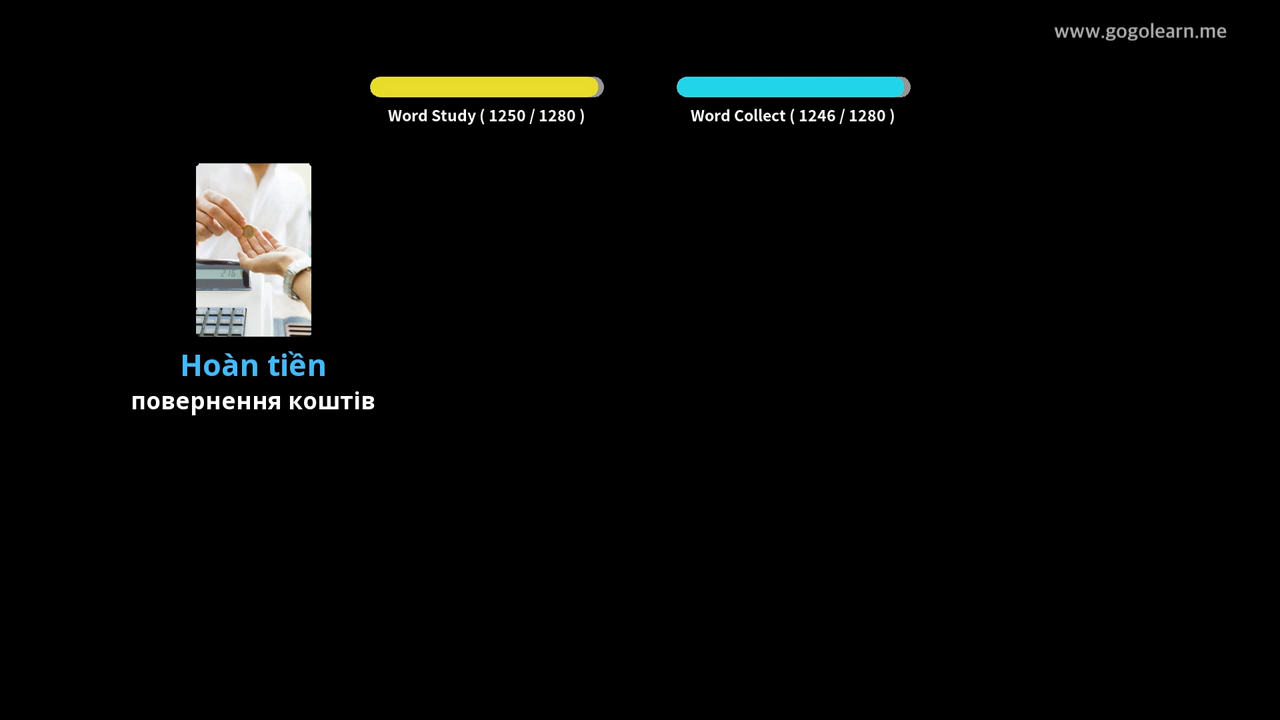 www.gogolearn.me
Word Study ( 1250 / 1280 )
Word Collect ( 1246 / 1280 )
Hoàn tiền
повернення коштів